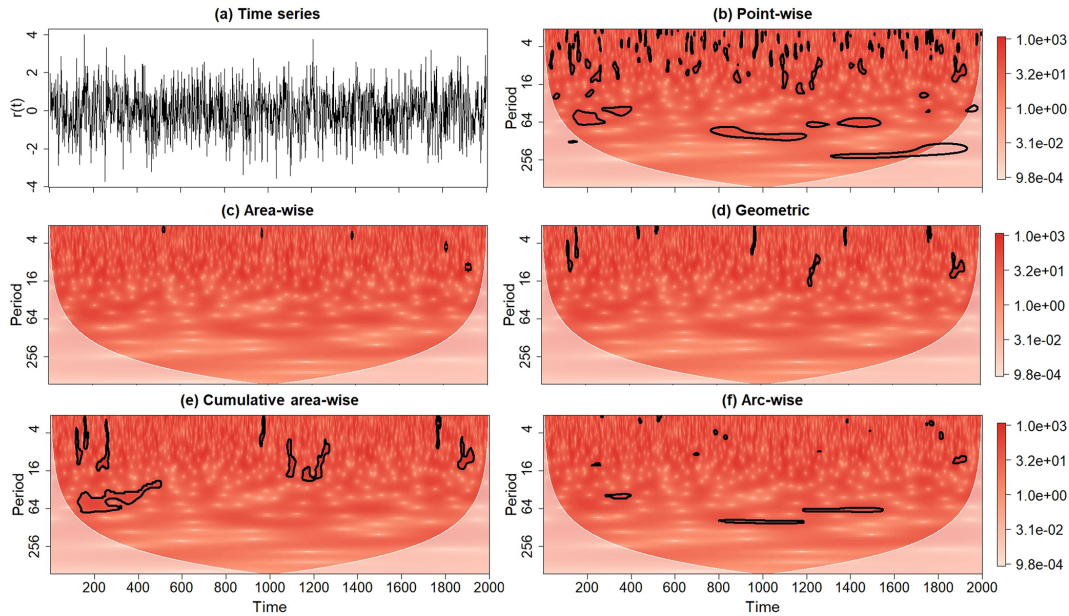 (a) Time series
(b) Point-wise
4
2
0
-2
-4
r(t)
4
16
64
256
Period
1.0e+03
3.2e+01
1.0e+00
3.1e-02
9.8e-04
(c) Area-wise
(d) Geometric
4
16
64
256
Period
4
16
64
256
Period
1.0e+03
3.2e+01
1.0e+00
3.1e-02
9.8e-04
(e) Cumulative area-wise
(f) Arc-wise
4
16
64
256
Period
4
16
64
256
Period
1.0e+03
3.2e+01
1.0e+00
3.1e-02
9.8e-04
200 400 600 800 1000 1200 1400 1600 1800 2000
200 400 600 800 1000 1200 1400 1600 1800 2000
Time
Time